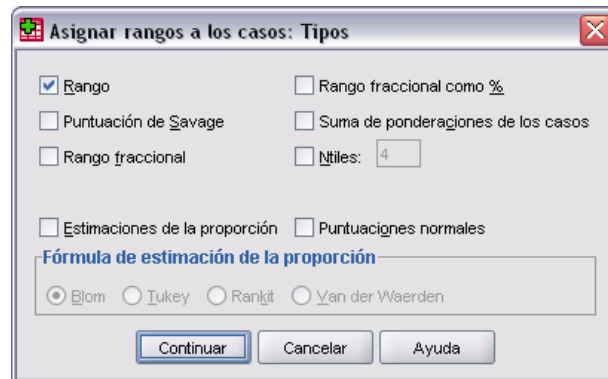 Asignar rangos a los casos: Tipos
Rango
Rango fraccional como %
Puntuación de Savage
Suma de ponderaciones de los casos
Rango fraccional
Ntiles: 4
Estimaciones de la proporción
Puntuaciones normales
Fórmula de estimación de la proporción
Blom Tukey Rankit Van der Waerden
Continuar Cancelar Ayuda